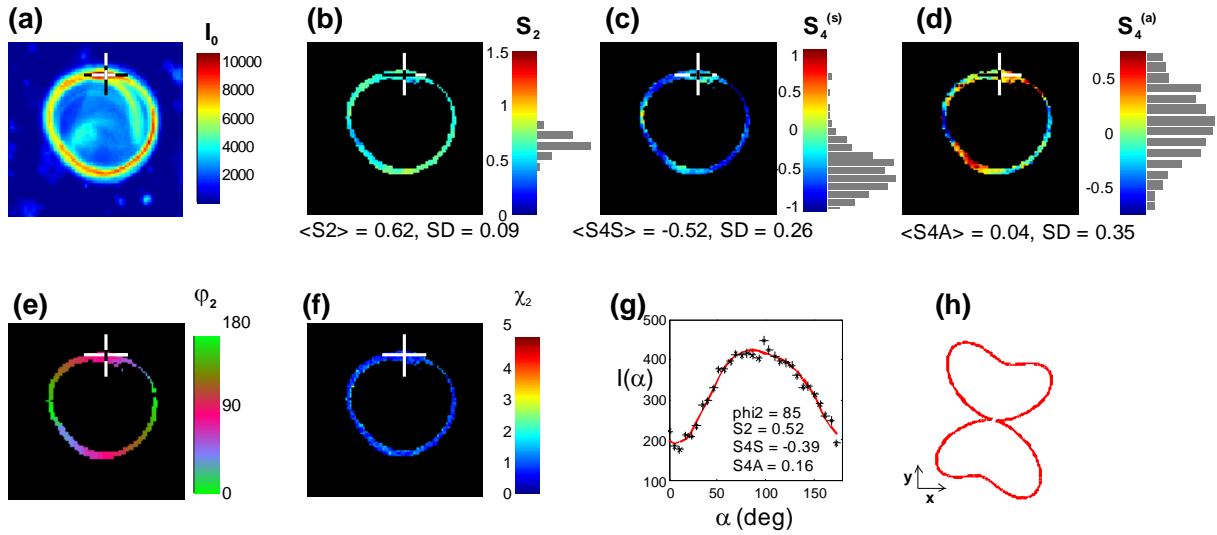 (a)
I0
10000
8000
6000
4000
2000
(b)
S2
1.5
1
0.5
0
<S2> = 0.62, SD = 0.09
(c)
S4(s)
1
0.5
0
-0.5
-1
<S4S> = -0.52, SD = 0.26
(d)
S4(a)
0.5
0
-0.5
<S4A> = 0.04, SD = 0.35
(e)
φ2
180
90
0
(f)
χ2
5
4
3
2
1
0
(g)
500
400
I(α)
300
200
100
phi2 = 85
S2 = 0.52
S4S = -0.39
S4A = 0.16
0 50 100 150
α (deg)
(h)
y
x